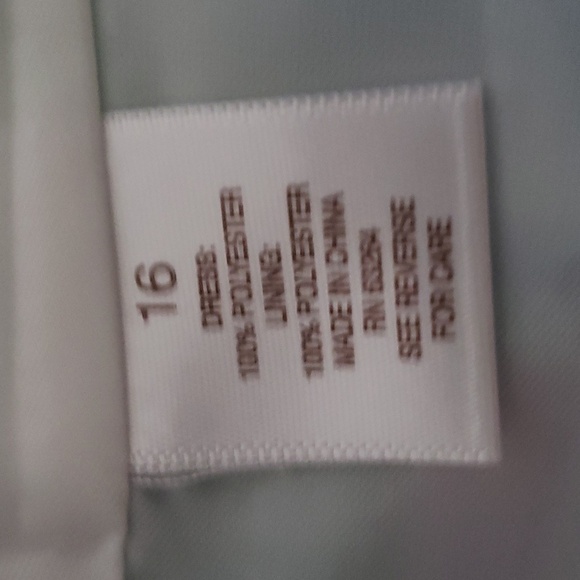 16
DRESS:
100% POLYESTER
LINING:
100% POLYESTER
MADE IN CHINA
RN
SEE REVERSE
FOR CARE